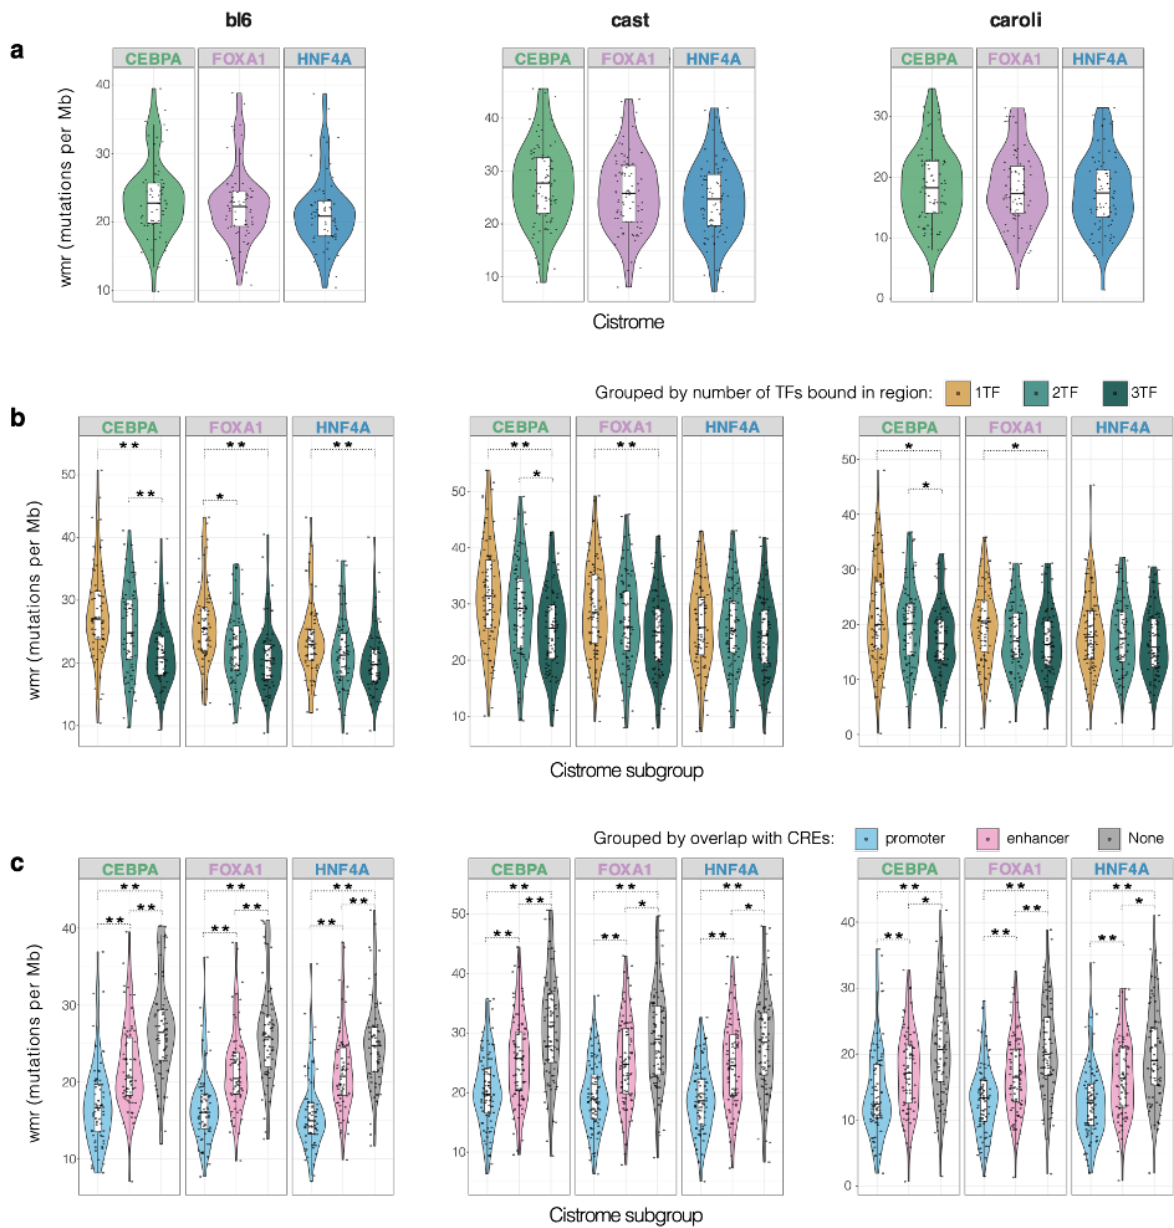 bl6 cast caroli
a
CEBPA FOXA1 HNF4A CEBPA FOXA1 HNF4A CEBPA FOXA1 HNF4A
wmr (mutations per Mb)
40
30
20
10
40
30
20
10
30
20
10
0
Cistrome
Grouped by number of TFs bound in region: 1TF 2TF 3TF
b
CEBPA FOXA1 HNF4A CEBPA FOXA1 HNF4A CEBPA FOXA1 HNF4A
** ** ** ** ** * *
** * * *
wmr (mutations per Mb)
50
40
30
20
10
50
40
30
20
10
50
40
30
20
10
0
Cistrome subgroup
Grouped by overlap with CREs: promoter enhancer None
c
CEBPA FOXA1 HNF4A CEBPA FOXA1 HNF4A CEBPA FOXA1 HNF4A
** ** ** ** ** ** ** ** **
** ** ** ** * * * ** *
** ** ** ** ** ** ** ** **
wmr (mutations per Mb)
40
30
20
10
50
40
30
20
10
40
30
20
10
0
Cistrome subgroup